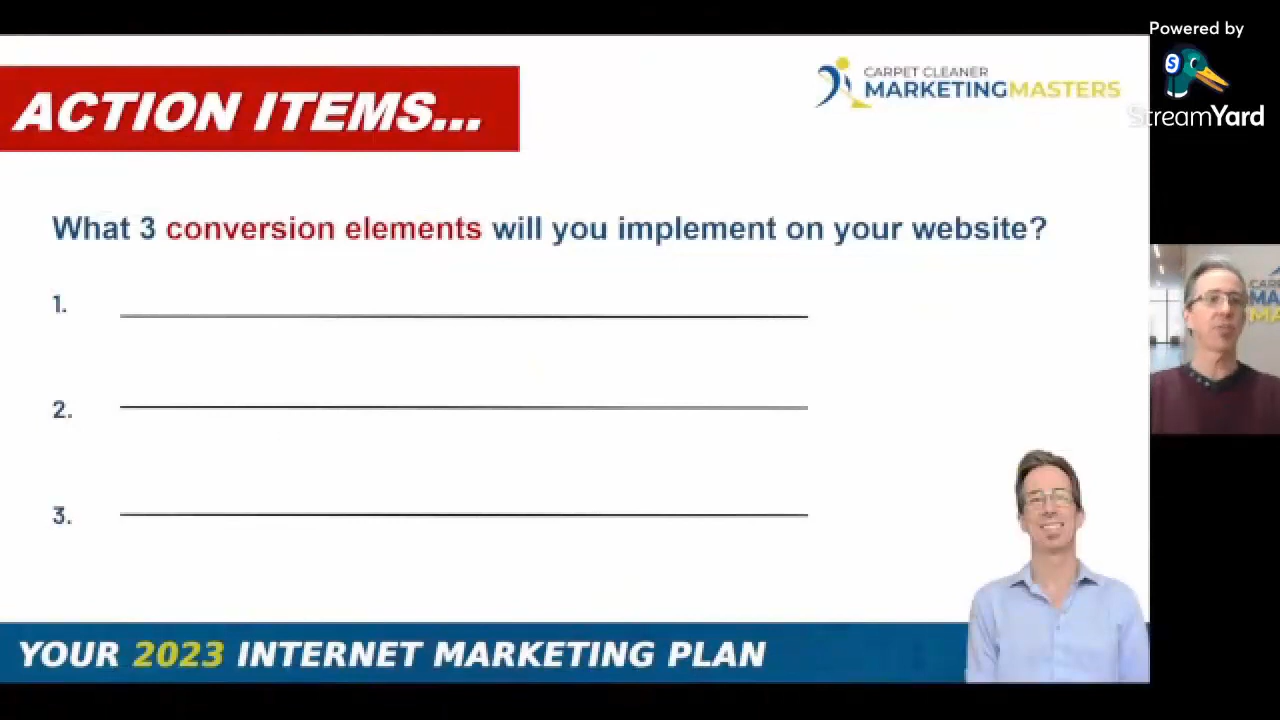 Powered by
S
StreamYard
ACTION ITEMS...
CARPET CLEANER
MARKETINGMASTERS
What 3 conversion elements will you implement on your website?
1.
2.
3.
YOUR 2023 INTERNET MARKETING PLAN